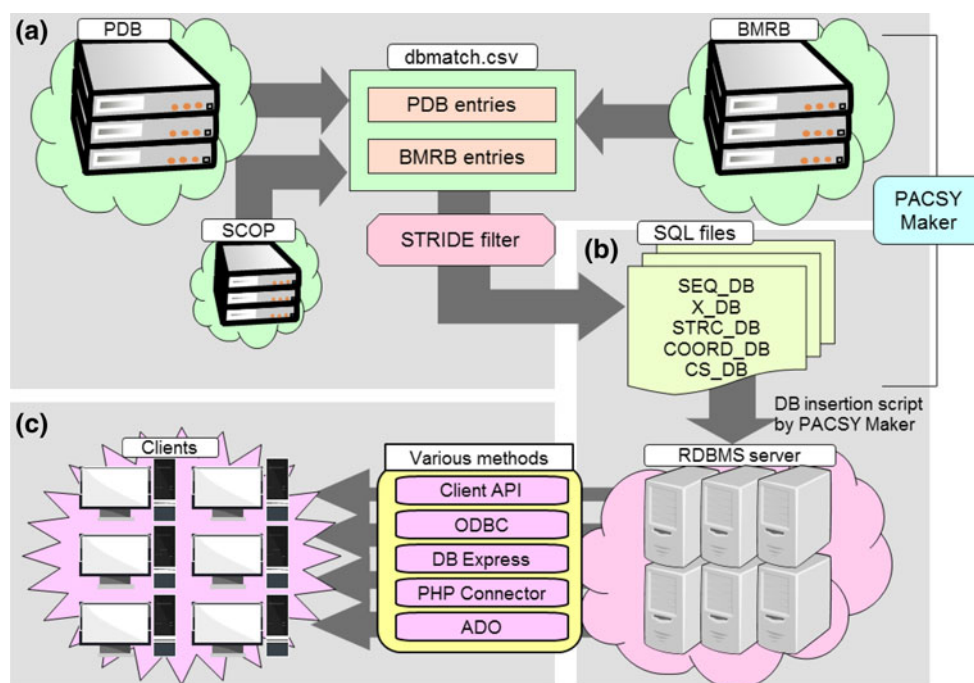 (a)
PDB
BMRB
dbmatch.csv
PDB entries
BMRB entries
SCOP
STRIDE filter
PACSY
Maker
(b)
SQL files
SEQ_DB
X_DB
STRC_DB
COORD_DB
CS_DB
DB insertion script
by PACSY Maker
RDBMS server
(c)
Clients
Various methods
Client API
ODBC
DB Express
PHP Connector
ADO